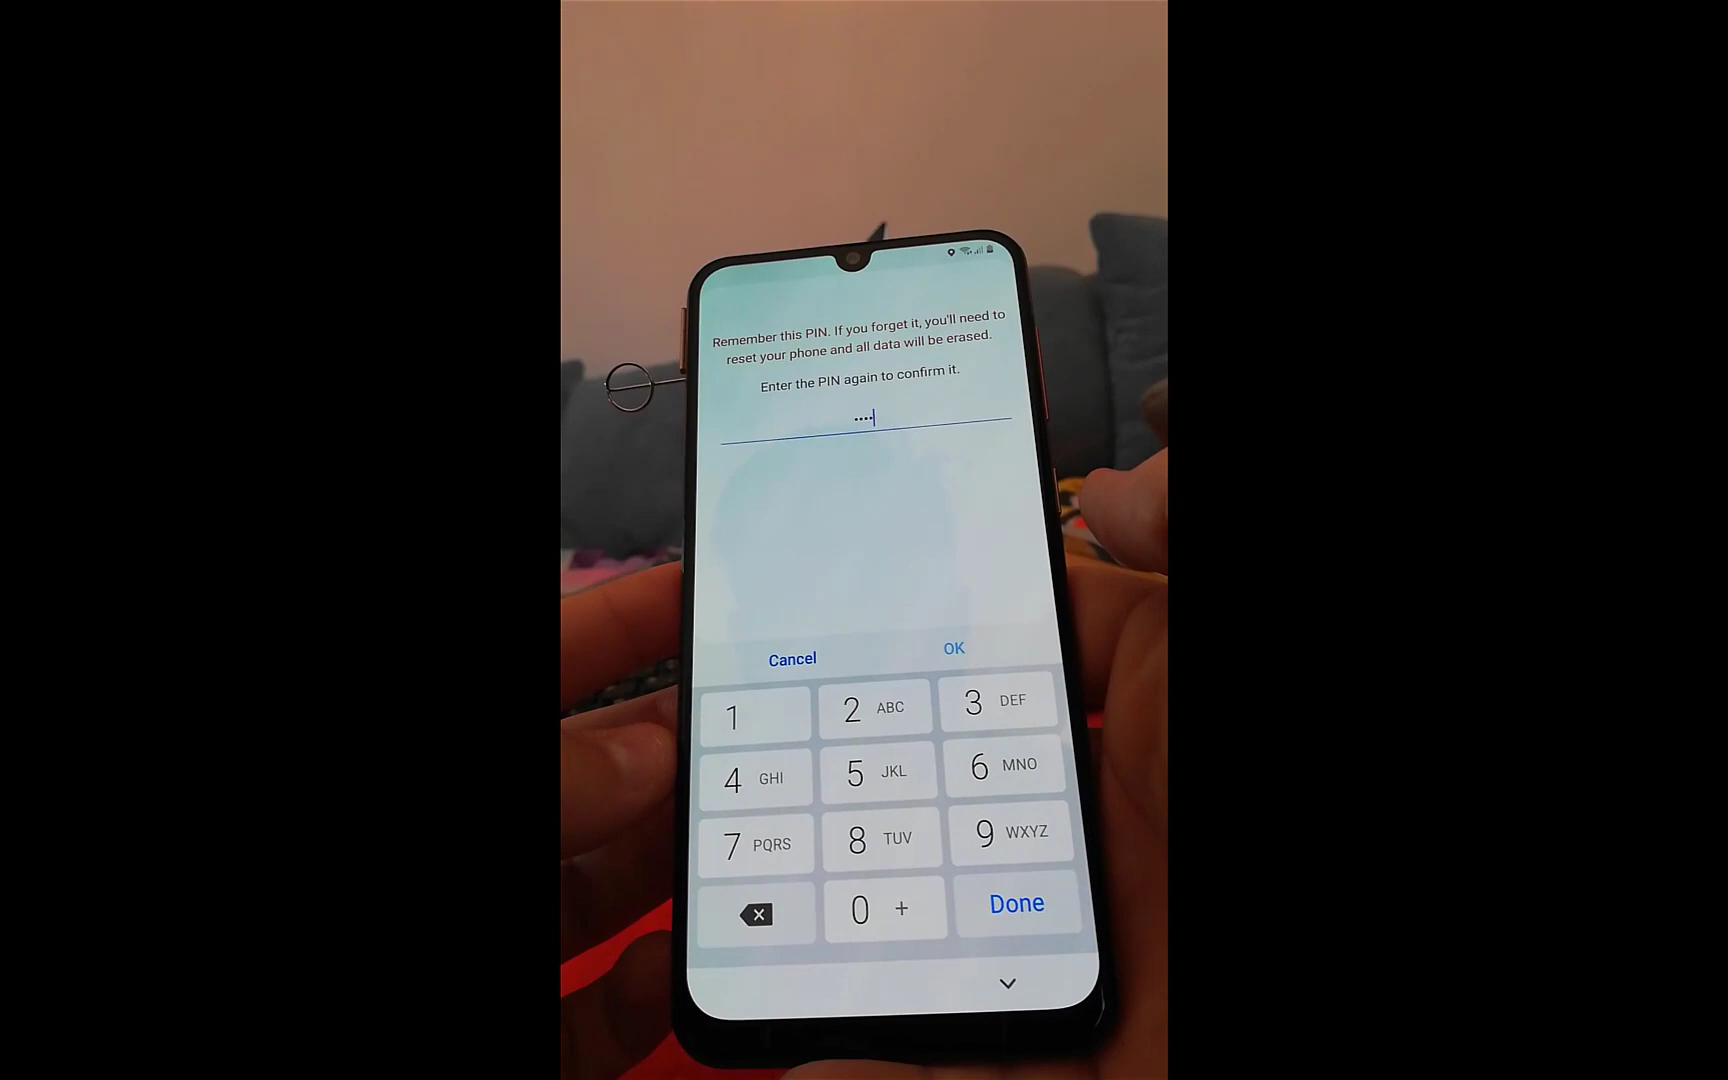 Remember this PIN. If you forget it, you'll need to
reset your phone and all data will be erased.
Enter the PIN again to confirm it.
••••
Cancel OK
1 2 ABC 3 DEF
4 GHI 5 JKL 6 MNO
7 PQRS 8 TUV 9 WXYZ
0 + Done